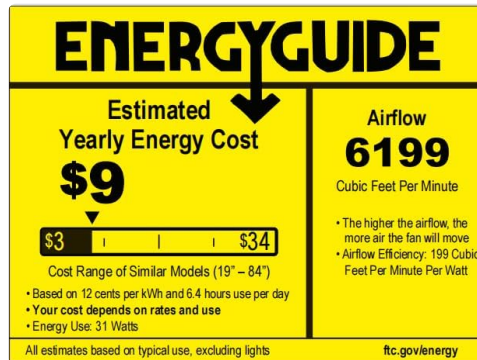 ENERGYGUIDE
Estimated
Yearly Energy Cost
$9
$3
$34
Cost Range of Similar Models (19” – 84”)
• Based on 12 cents per kWh and 6.4 hours use per day
• Your cost depends on rates and use
• Energy Use: 31 Watts
Airflow
6199
Cubic Feet Per Minute
• The higher the airflow, the
more air the fan will move
• Airflow Efficiency: 199 Cubic
Feet Per Minute Per Watt
All estimates based on typical use, excluding lights
ftc.gov/energy